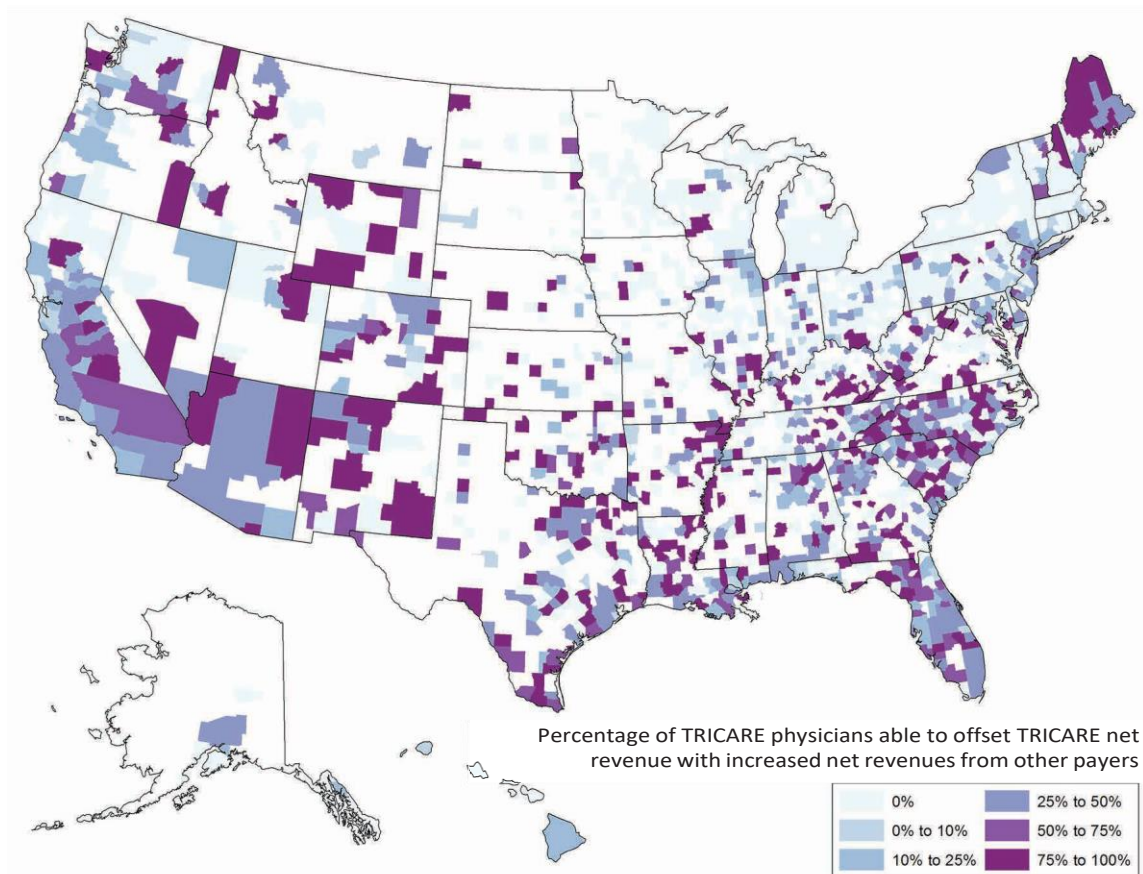 Percentage of TRICARE physicians able to offset TRICARE net
revenue with increased net revenues from other payers
0%
25% to 50%
0% to 10%
50% to 75%
10% to 25%
75% to 100%